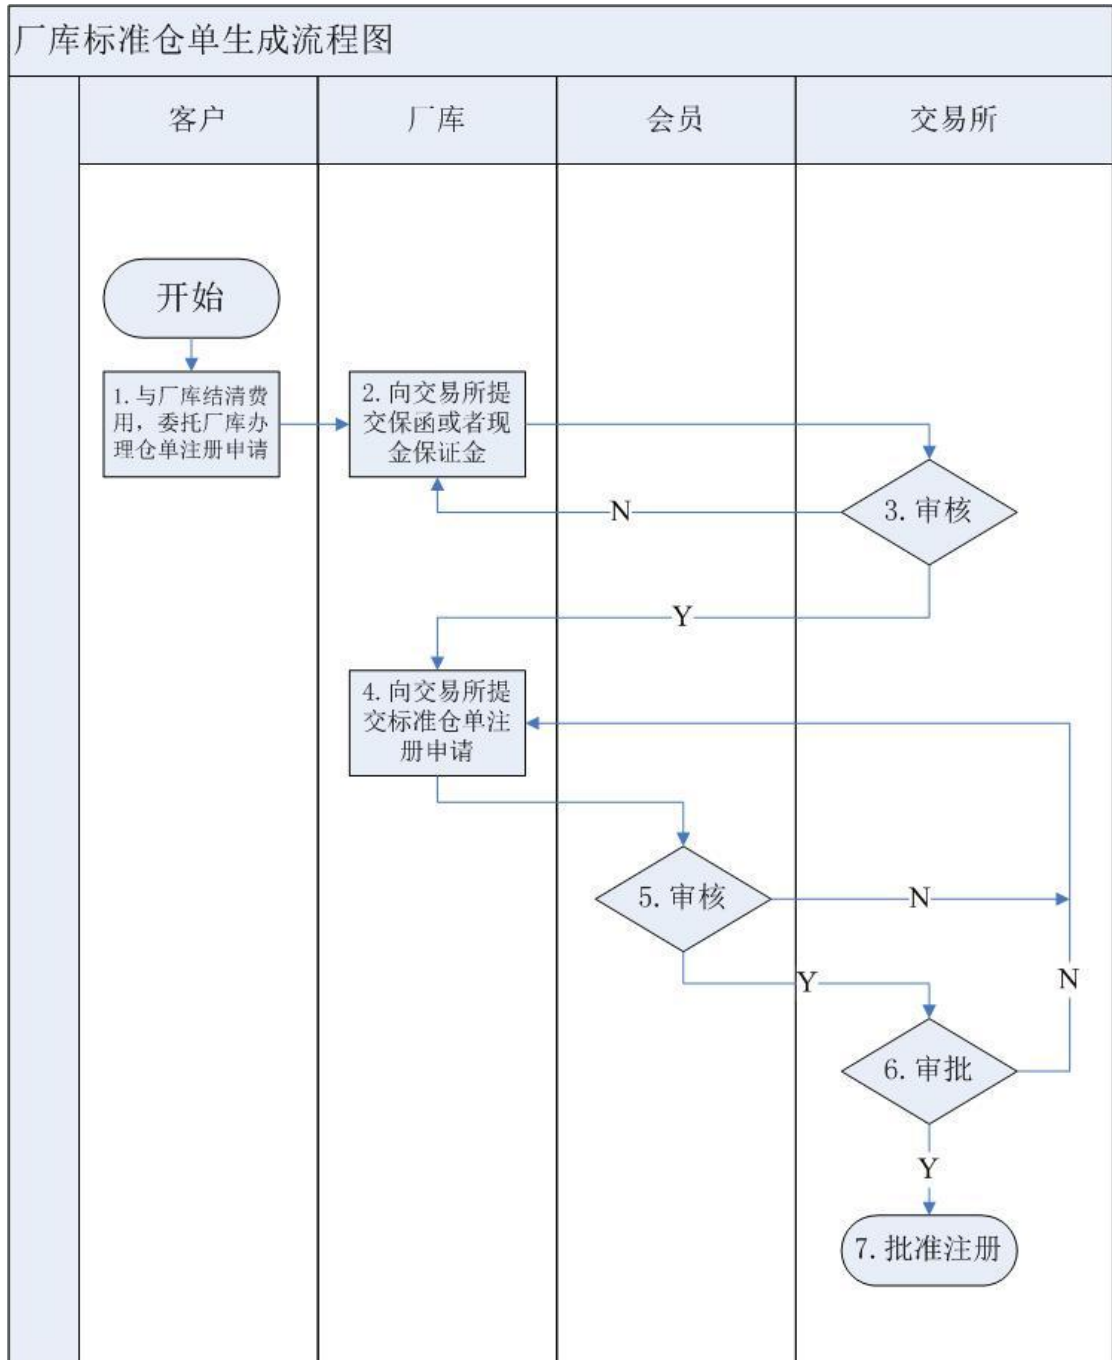 厂库标准仓单生成流程图
客户
厂库
会员
交易所
开始
1. 与厂库结清费
用，委托厂库办
理仓单注册申请
2. 向交易所提
交保函或者现
金保证金
3. 审核
N
Y
4. 向交易所提
交标准仓单注
册申请
5. 审核
N
Y
N
6. 审批
Y
7. 批准注册